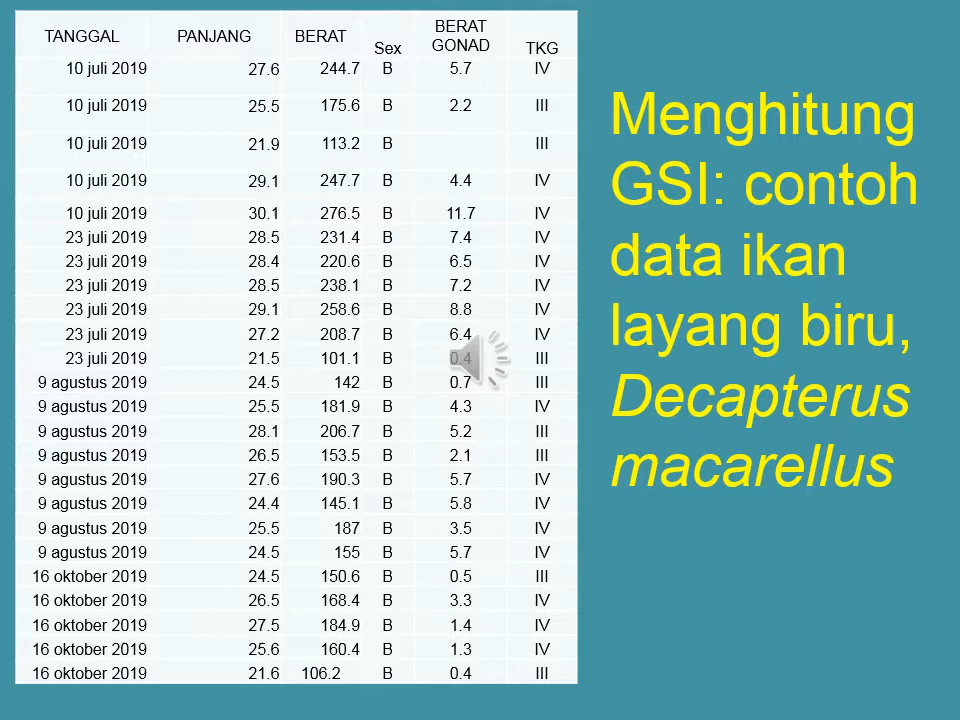 TANGGAL PANJANG BERAT Sex BERAT GONAD TKG
10 juli 2019 27.6 244.7 B 5.7 IV
10 juli 2019 25.5 175.6 B 2.2 III
10 juli 2019 21.9 113.2 B III
10 juli 2019 29.1 247.7 B 4.4 IV
10 juli 2019 30.1 276.5 B 11.7 IV
23 juli 2019 28.5 231.4 B 7.4 IV
23 juli 2019 28.4 220.6 B 6.5 IV
23 juli 2019 28.5 238.1 B 7.2 IV
23 juli 2019 29.1 258.6 B 8.8 IV
23 juli 2019 27.2 208.7 B 6.4 IV
23 juli 2019 21.5 101.1 B 0.4 III
9 agustus 2019 24.5 142 B 0.7 III
9 agustus 2019 25.5 181.9 B 4.3 IV
9 agustus 2019 28.1 206.7 B 5.2 III
9 agustus 2019 26.5 153.5 B 2.1 III
9 agustus 2019 27.6 190.3 B 5.7 IV
9 agustus 2019 24.4 145.1 B 5.8 IV
9 agustus 2019 25.5 187 B 3.5 IV
9 agustus 2019 24.5 155 B 5.7 IV
16 oktober 2019 24.5 150.6 B 0.5 III
16 oktober 2019 26.5 168.4 B 3.3 IV
16 oktober 2019 27.5 184.9 B 1.4 IV
16 oktober 2019 25.6 160.4 B 1.3 IV
16 oktober 2019 21.6 106.2 B 0.4 III
Menghitung
GSI: contoh
data ikan
layang biru,
Decapterus
macarellus